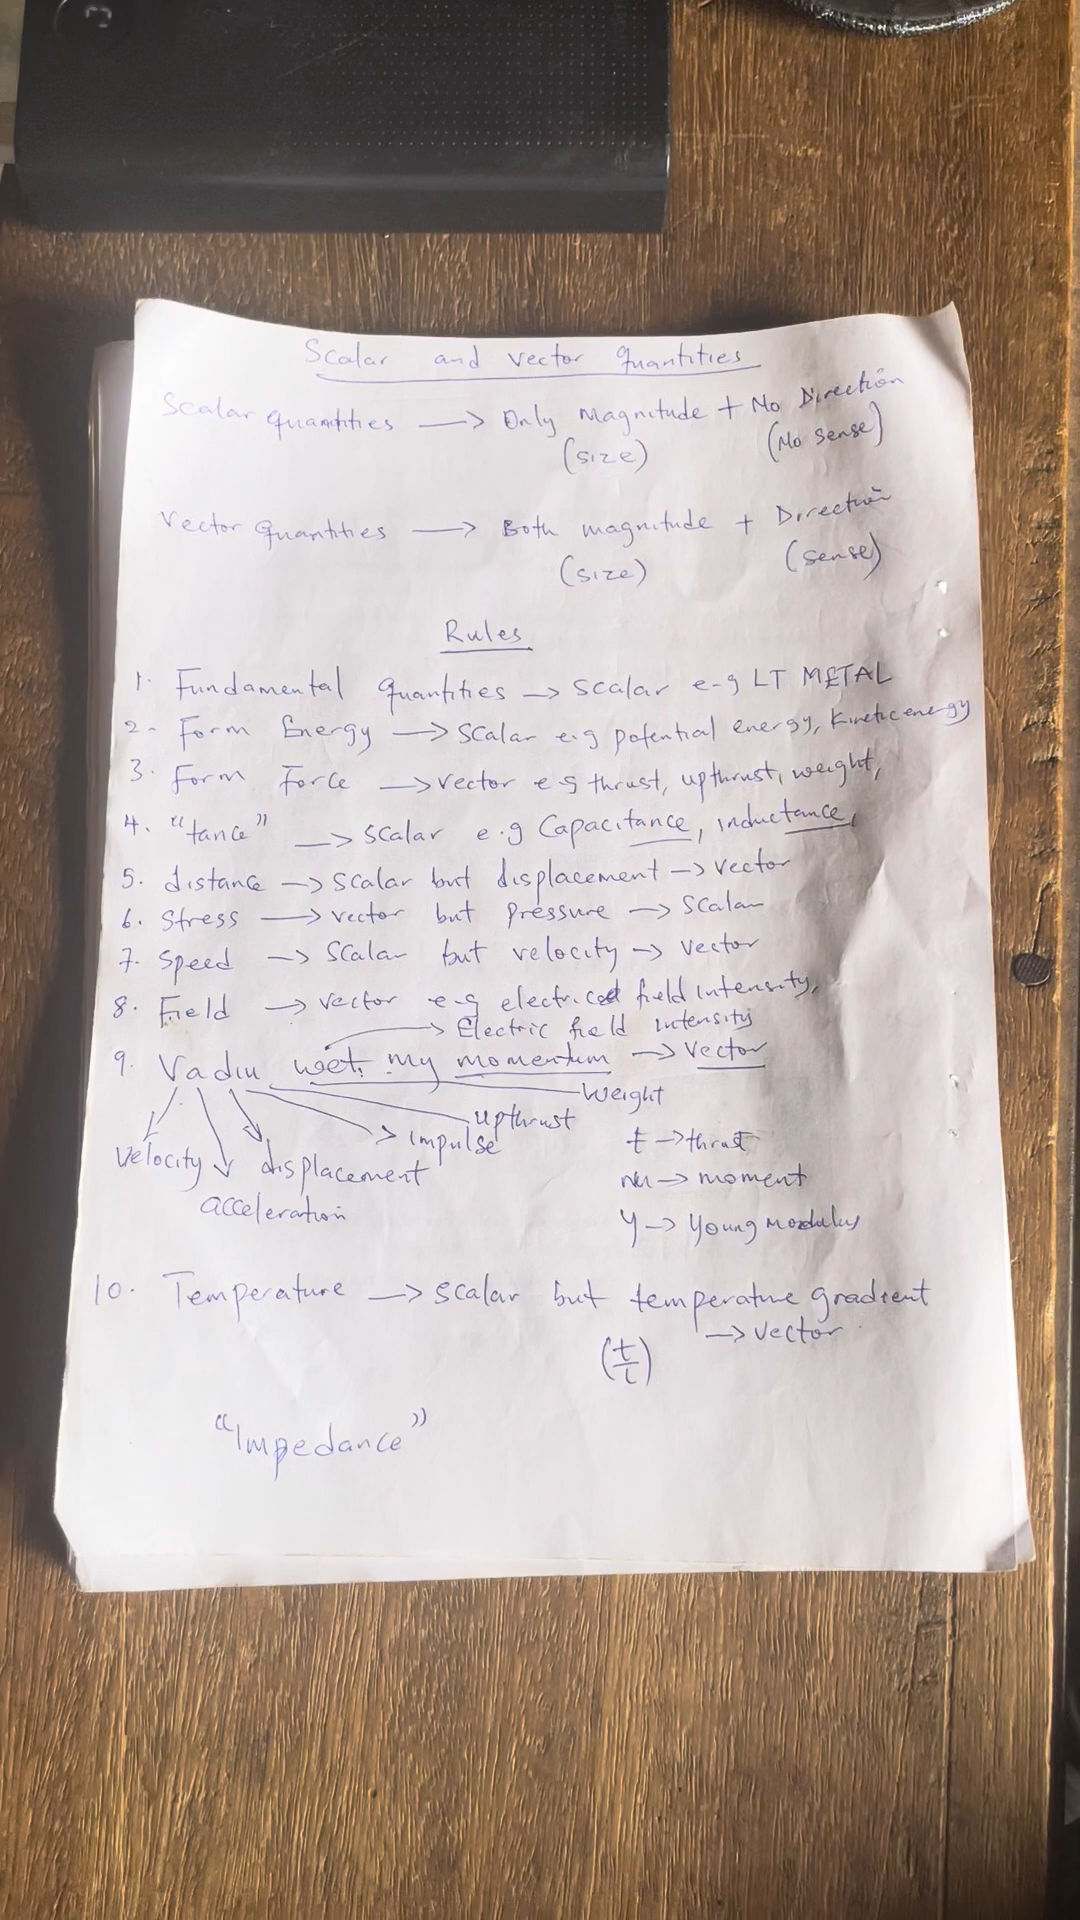 Scalar and vector quantities
Scalar quantities → Only magnitude + No Direction
(size) (No sense)
Vector quantities → Both magnitude + Direction
(size) (sense)
Rules
1. Fundamental quantities → scalar e-g LT METAL
2- Form Energy → scalar e.g potential energy, kinetic energy
3. Form Force → vector e g thrust, upthrust, weight,
4. "tance" → scalar e.g Capacitance, inductance,
5. distance → scalar but displacement → vector
6. Stress → vector but pressure → scalar
7. Speed → scalar but velocity → vector
8. Field → vector e-g electrical field intensity,
→ Electric field intensity
9. Vadiu wet my momentum → vector
Weight
upthrust
impulse
t → thrust
velocity displacement
m → moment
acceleration
y → young modulus
10. Temperature → scalar but temperature gradient
→ vector
(t/l)
"Impedance"